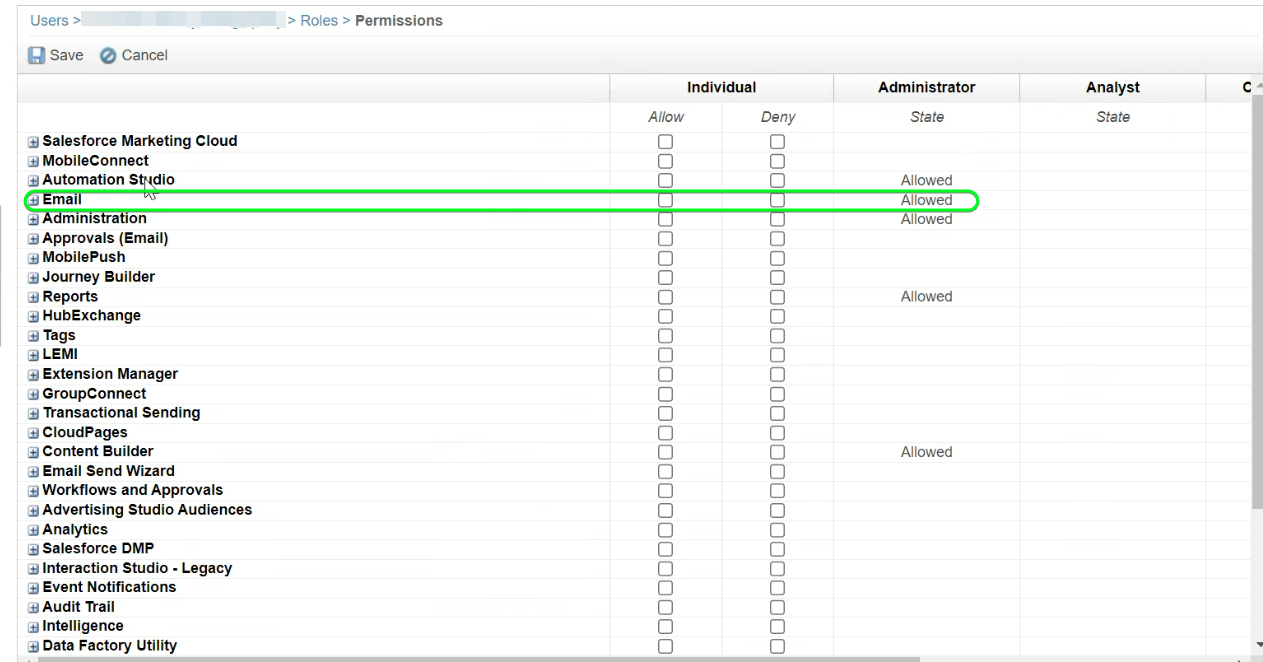 Users > > Roles > Permissions
Save Cancel
Individual Administrator Analyst
Allow Deny State State
Salesforce Marketing Cloud
MobileConnect
Automation Studio Allowed
Email Allowed
Administration Allowed
Approvals (Email)
MobilePush
Journey Builder
Reports Allowed
HubExchange
Tags
LEMI
Extension Manager
GroupConnect
Transactional Sending
CloudPages
Content Builder Allowed
Email Send Wizard
Workflows and Approvals
Advertising Studio Audiences
Analytics
Salesforce DMP
Interaction Studio - Legacy
Event Notifications
Audit Trail
Intelligence
Data Factory Utility